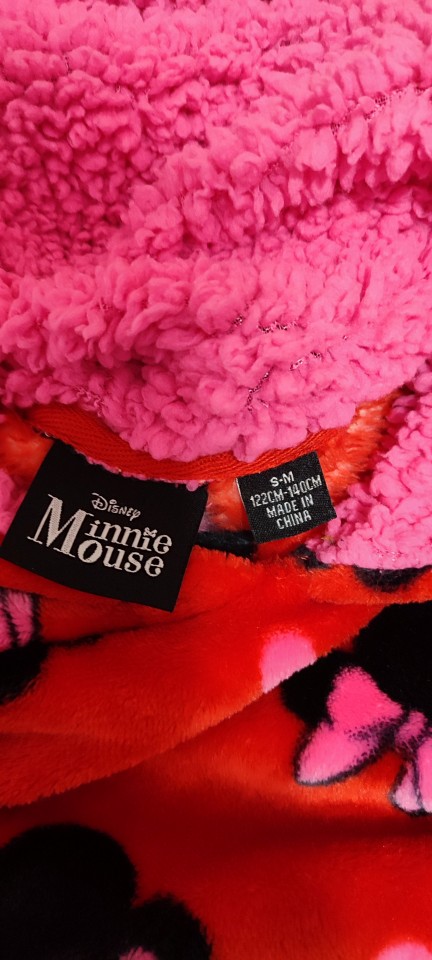 Disney
Minnie
Mouse
S-M
122CM-140CM
MADE IN
CHINA